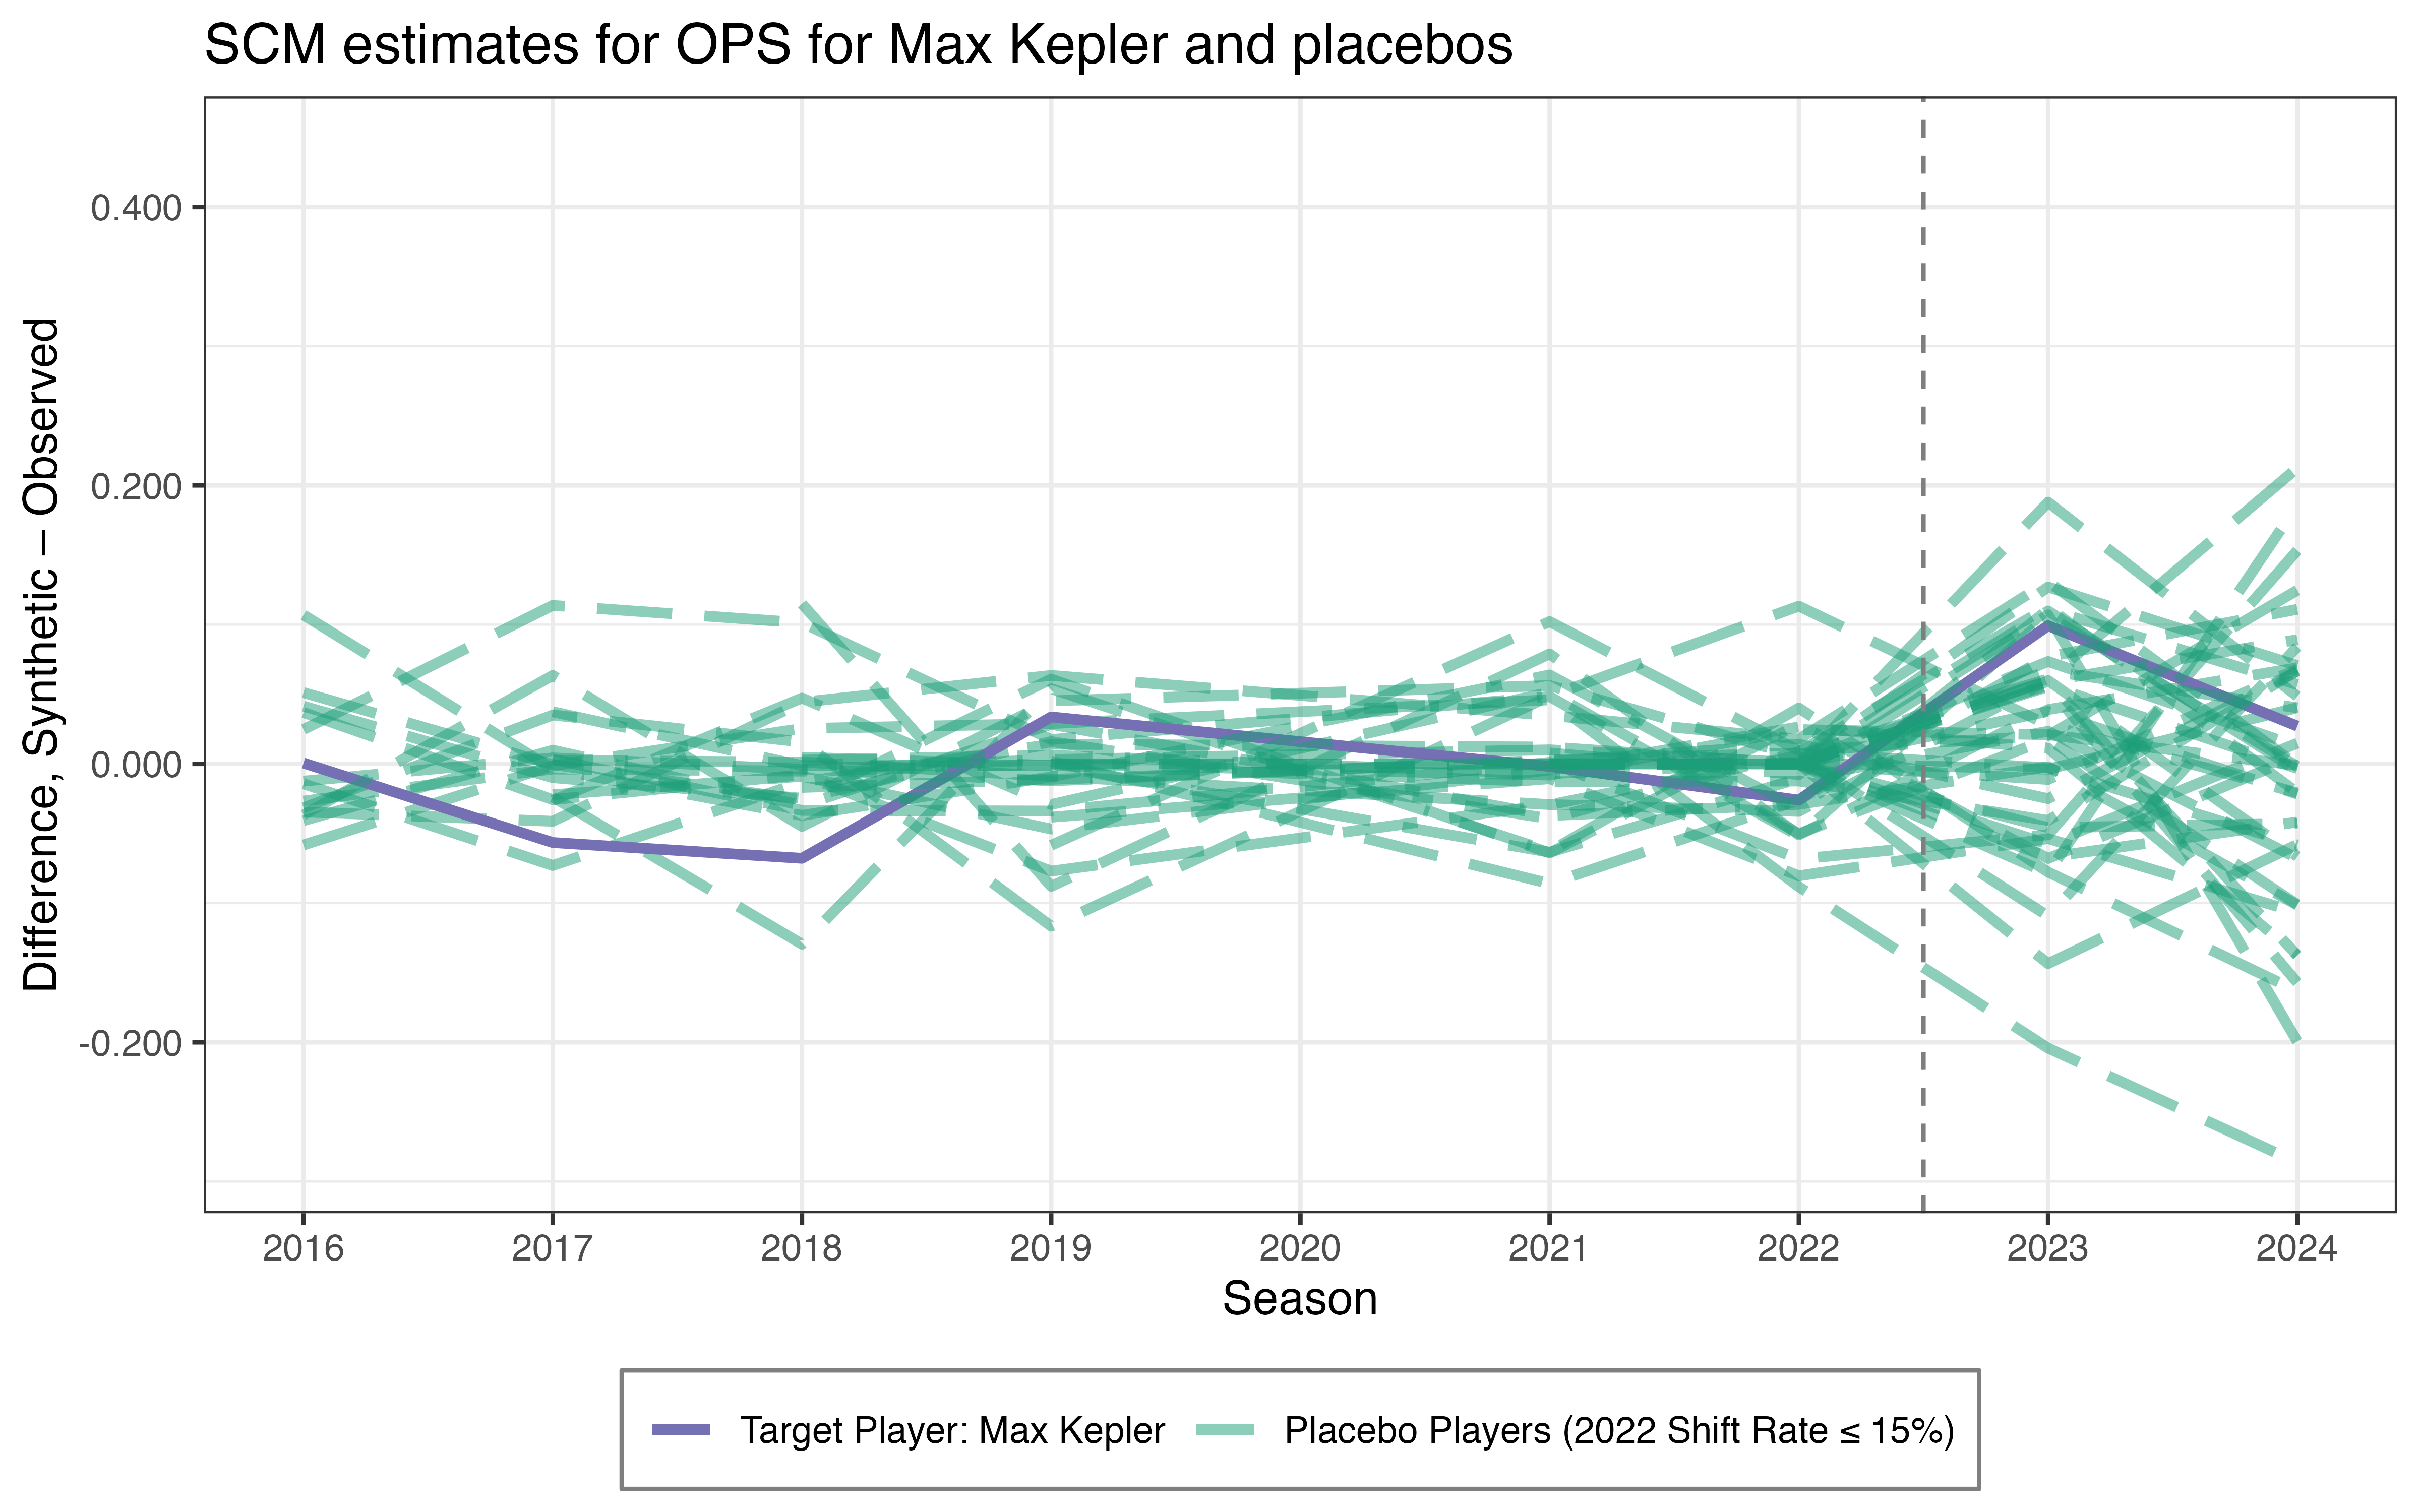 SCM estimates for OPS for Max Kepler and placebos
Difference, Synthetic − Observed
0.400
0.200
0.000
-0.200
2016 2017 2018 2019 2020 2021 2022 2023 2024
Season
Target Player: Max Kepler Placebo Players (2022 Shift Rate ≤ 15%)